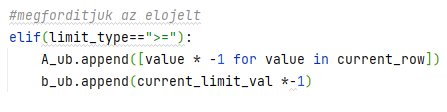 #megforditjuk az elojelt
elif(limit_type==">="):
    A_ub.append([value * -1 for value in current_row])
    b_ub.append(current_limit_val *-1)